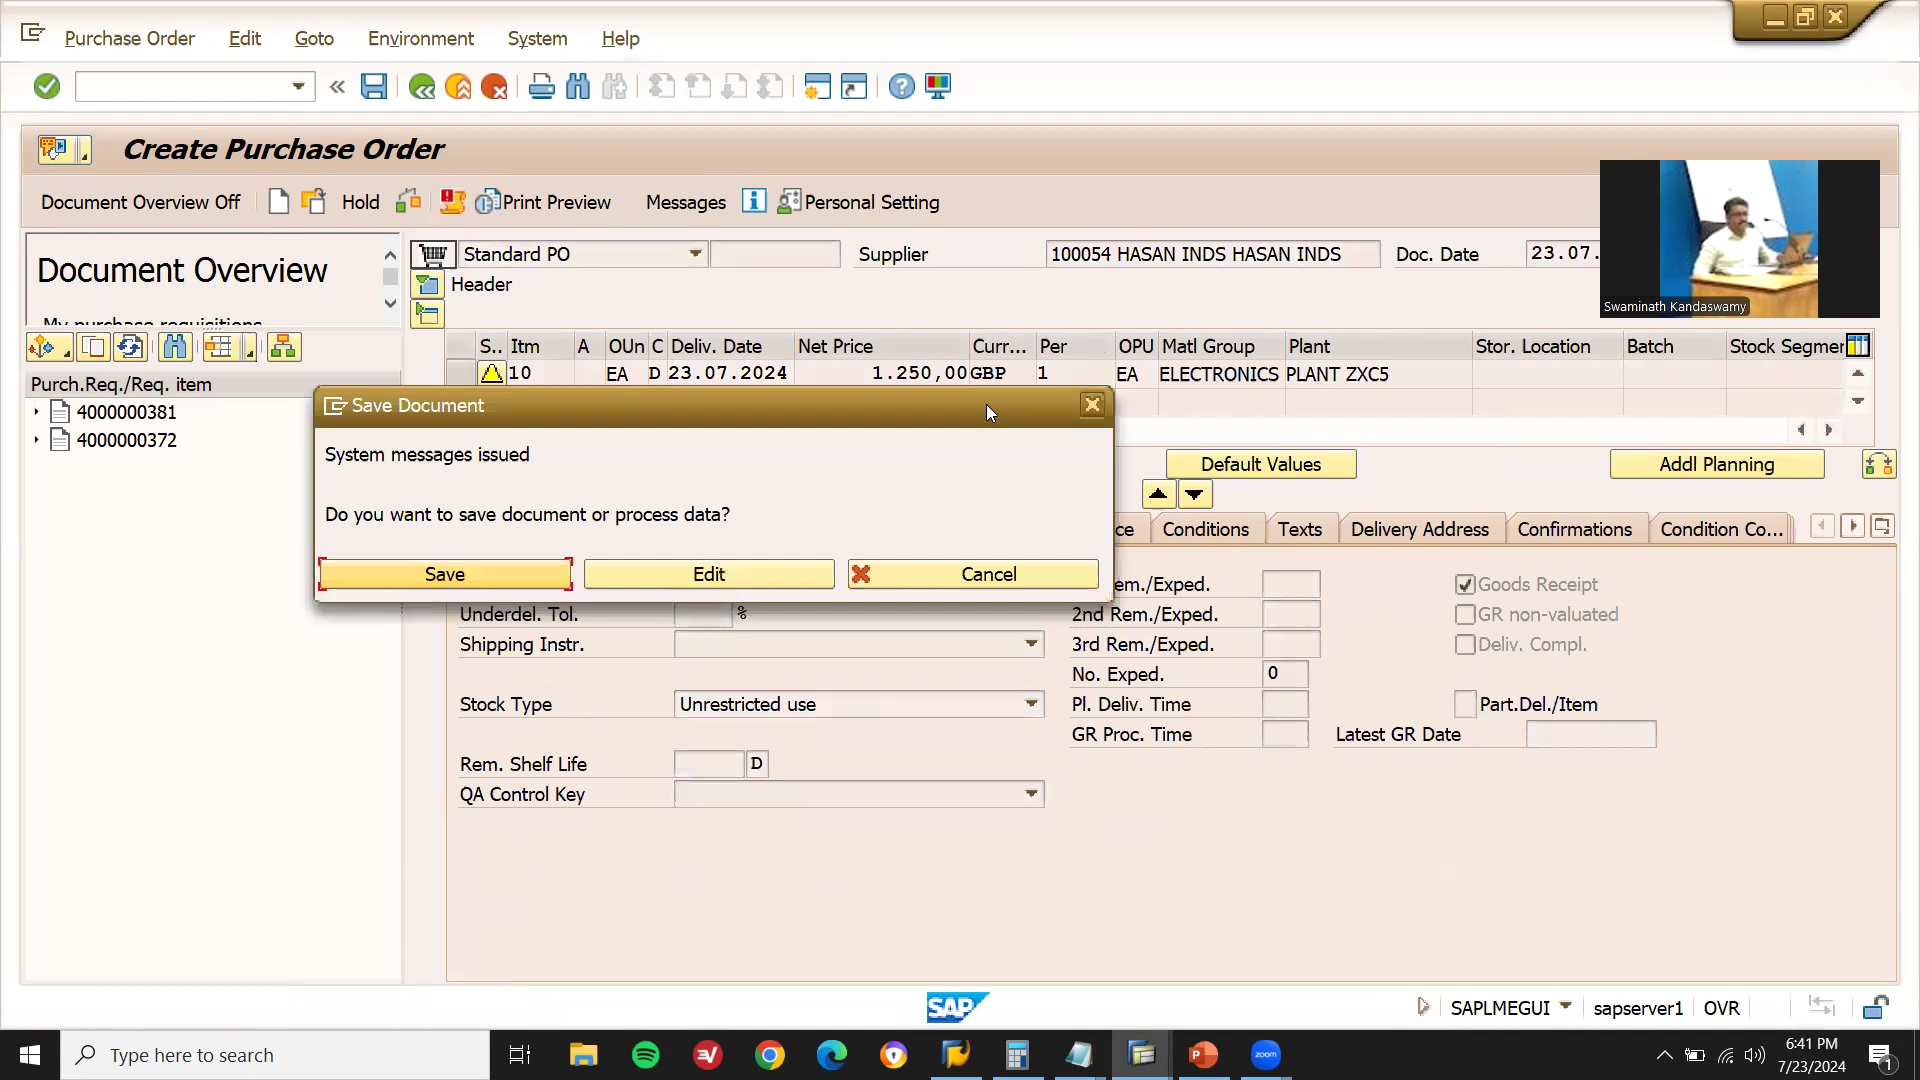 Purchase Order Edit Goto Environment System Help
Create Purchase Order
Document Overview Off Hold Print Preview Messages Personal Setting
Document Overview
My purchase requisitions
Purch.Req./Req. item
4000000381
4000000372
Standard PO Supplier 100054 HASAN INDS HASAN INDS Doc. Date 23.07.
Header
Swaminath Kandaswamy
S.. Itm A OUn C Deliv. Date Net Price Curr... Per OPU Matl Group Plant Stor. Location Batch Stock Segmen
10 EA D 23.07.2024 1.250,00 GBP 1 EA ELECTRONICS PLANT ZXC5
Save Document
System messages issued
Do you want to save document or process data?
Save Edit Cancel
Default Values Addl Planning
ce Conditions Texts Delivery Address Confirmations Condition Co...
em./Exped. Goods Receipt
Underdel. Tol. % 2nd Rem./Exped. GR non-valuated
Shipping Instr. 3rd Rem./Exped. Deliv. Compl.
No. Exped. 0
Stock Type Unrestricted use Pl. Deliv. Time Part.Del./Item
GR Proc. Time Latest GR Date
Rem. Shelf Life D
QA Control Key
SAP SAPLMEGUI sapserver1 OVR
Type here to search zoom 6:41 PM
7/23/2024 1